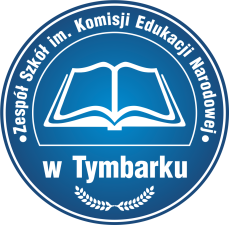 • Zespół Szkół im. Komisji Edukacji Narodowej •
w Tymbarku